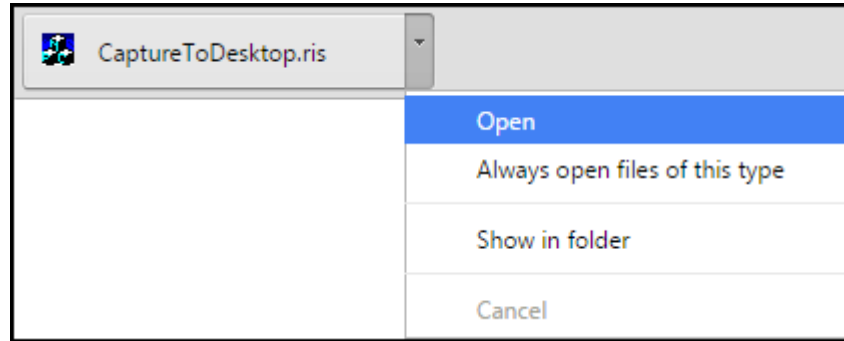 CaptureToDesktop.ris
Open
Always open files of this type
Show in folder
Cancel